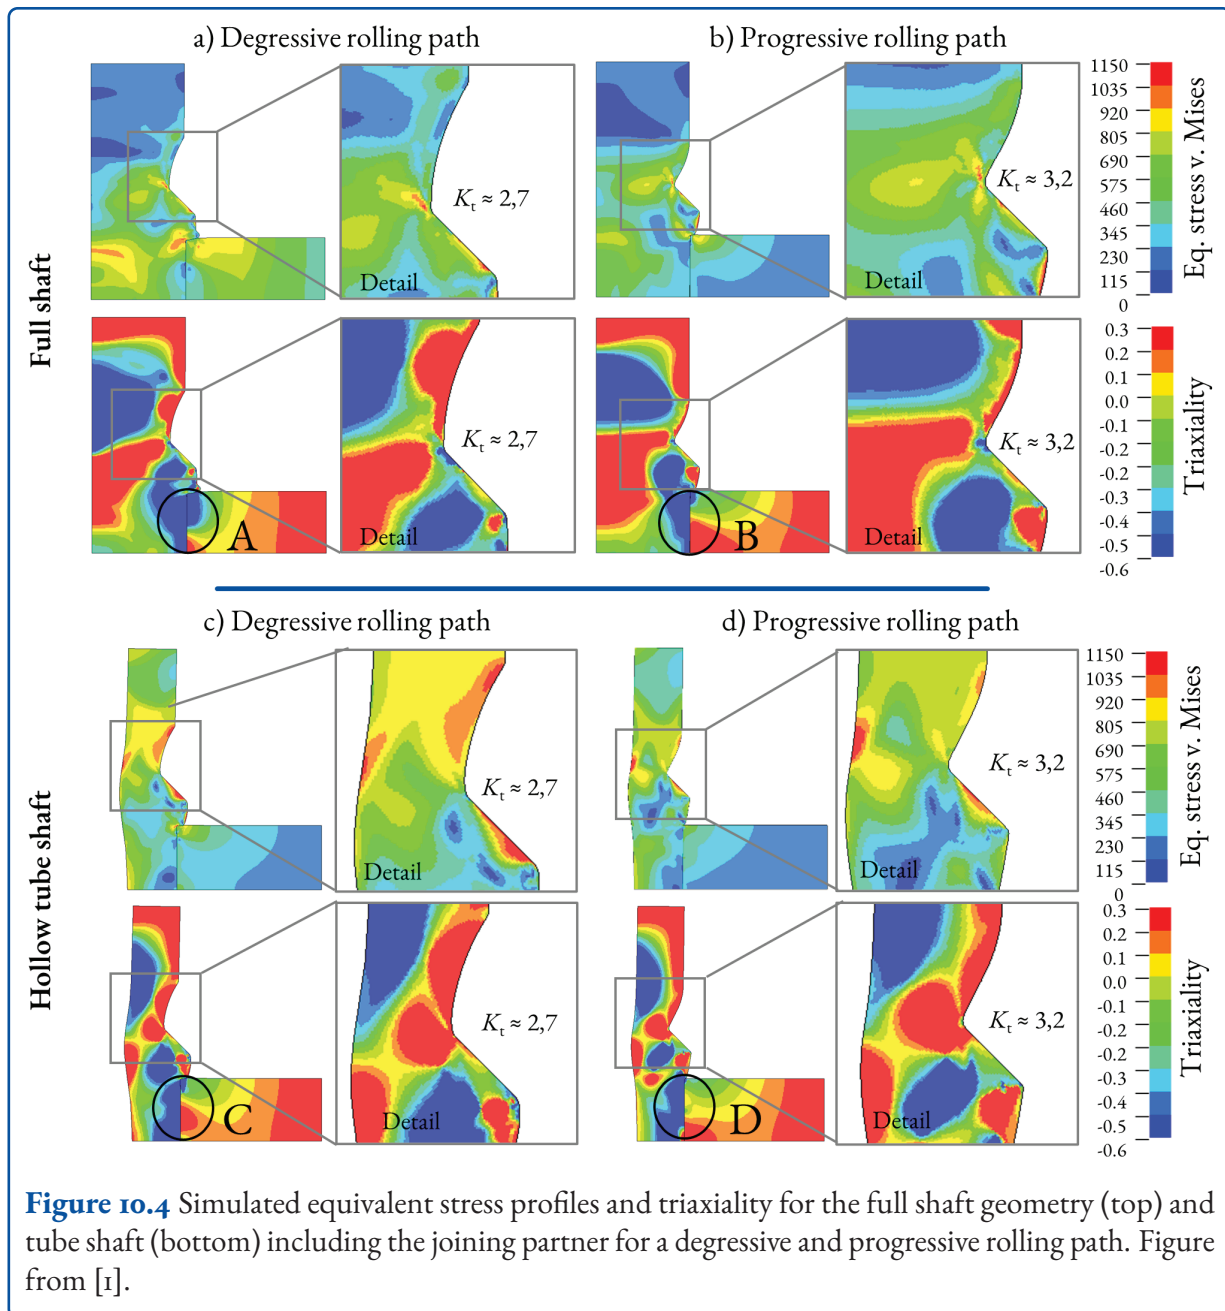 a) Degressive rolling path
b) Progressive rolling path
Full shaft
Kt ≈ 2,7
Detail
Kt ≈ 3,2
Detail
1150
1035
920
805
690
575
460
345
230
115
0
Eq. stress v. Mises
A
Kt ≈ 2,7
Detail
B
Kt ≈ 3,2
Detail
0.3
0.2
0.1
0.0
-0.1
-0.2
-0.2
-0.3
-0.4
-0.5
-0.6
Triaxiality
c) Degressive rolling path
d) Progressive rolling path
Hollow tube shaft
Kt ≈ 2,7
Detail
Kt ≈ 3,2
Detail
1150
1035
920
805
690
575
460
345
230
115
0
Eq. stress v. Mises
C
Kt ≈ 2,7
Detail
D
Kt ≈ 3,2
Detail
0.3
0.2
0.1
0.0
-0.1
-0.2
-0.2
-0.3
-0.4
-0.5
-0.6
Triaxiality
Figure 10.4 Simulated equivalent stress profiles and triaxiality for the full shaft geometry (top) and
tube shaft (bottom) including the joining partner for a degressive and progressive rolling path. Figure
from [1].